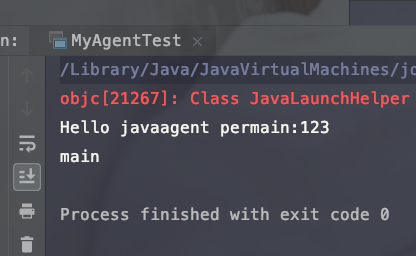 n: MyAgentTest
/Library/Java/JavaVirtualMachines/jd
objc[21267]: Class JavaLaunchHelper
Hello javaagent permain:123
main
Process finished with exit code 0